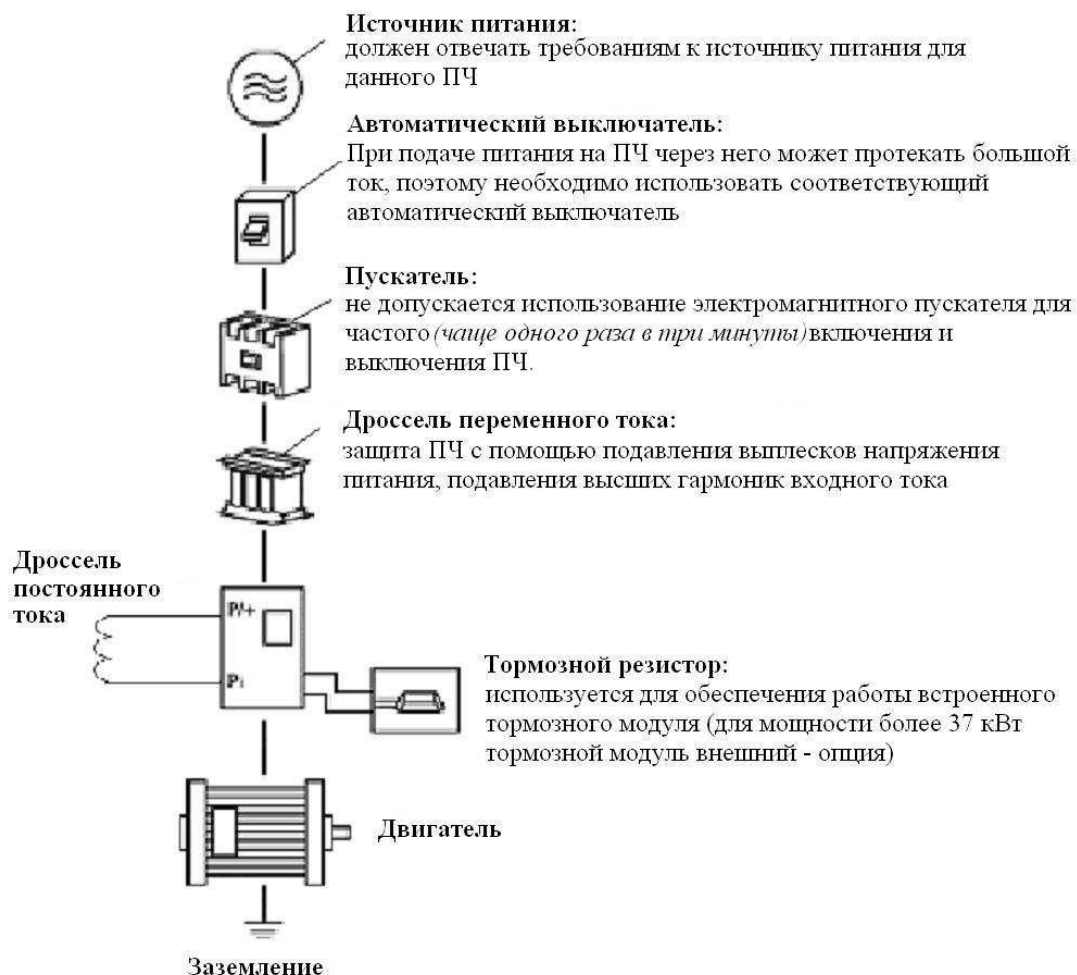 Источник питания:
должен отвечать требованиям к источнику питания для
данного ПЧ
Автоматический выключатель:
При подаче питания на ПЧ через него может протекать большой
ток, поэтому необходимо использовать соответствующий
автоматический выключатель
Пускатель:
не допускается использование электромагнитного пускателя для
частого (чаще одного раза в три минуты) включения и
выключения ПЧ.
Дроссель переменного тока:
защита ПЧ с помощью подавления выплесков напряжения
питания, подавления высших гармоник входного тока
Дроссель
постоянного
тока
P/+
P1
Тормозной резистор:
используется для обеспечения работы встроенного
тормозного модуля (для мощности более 37 кВт
тормозной модуль внешний - опция)
Двигатель
Заземление